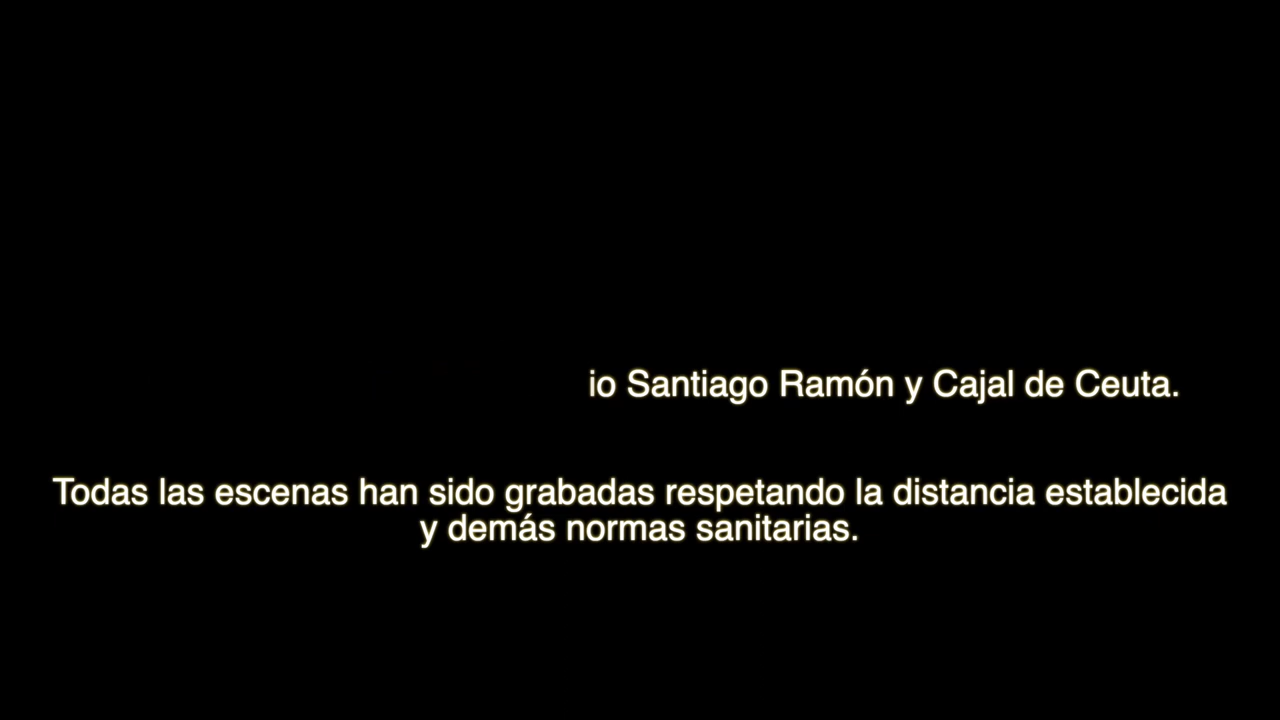 io Santiago Ramón y Cajal de Ceuta.
Todas las escenas han sido grabadas respetando la distancia establecida
y demás normas sanitarias.